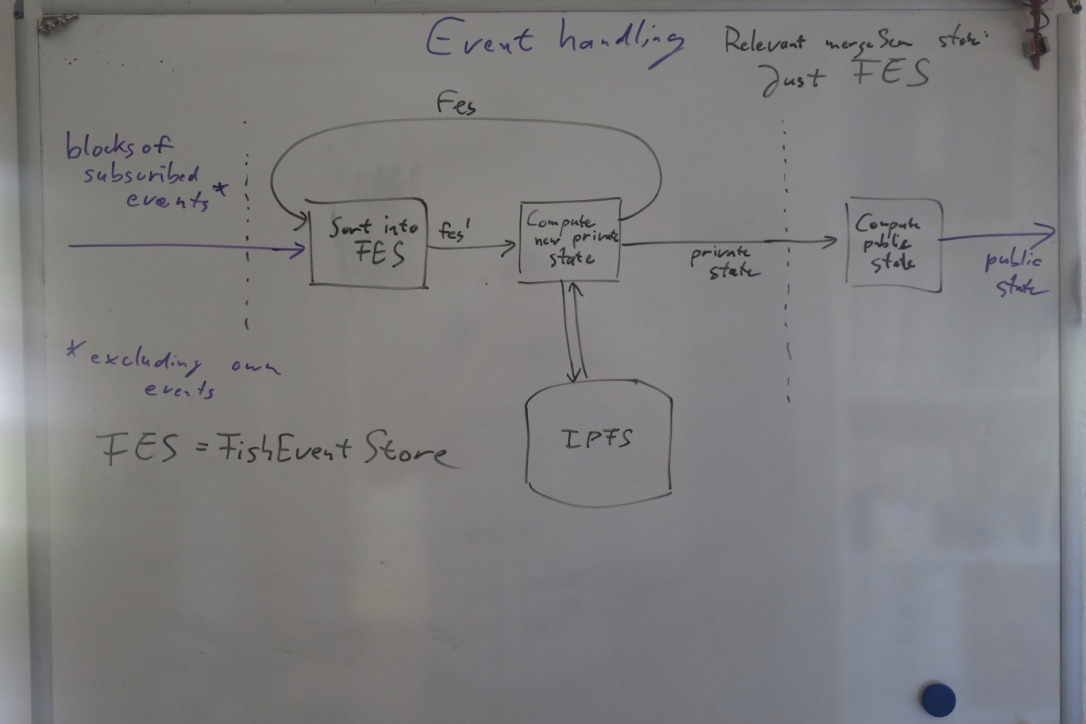 Event handling
Relevant mergeScan state:
Just FES
Fes
blocks of
subscribed
events*
Sort into
FES
fes'
Compute
new private
state
private
state
Compute
public
state
public
state
* excluding own
events
FES = FishEvent Store
IPFS